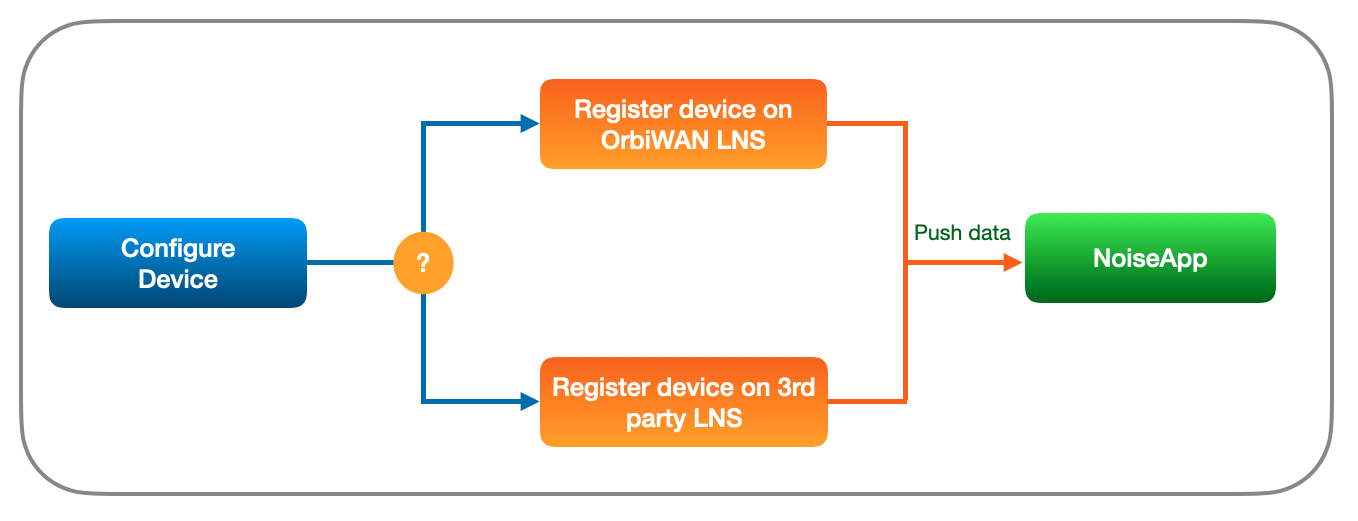 Register device on
OrbiWAN LNS
Configure
Device
?
Push data
NoiseApp
Register device on 3rd
party LNS